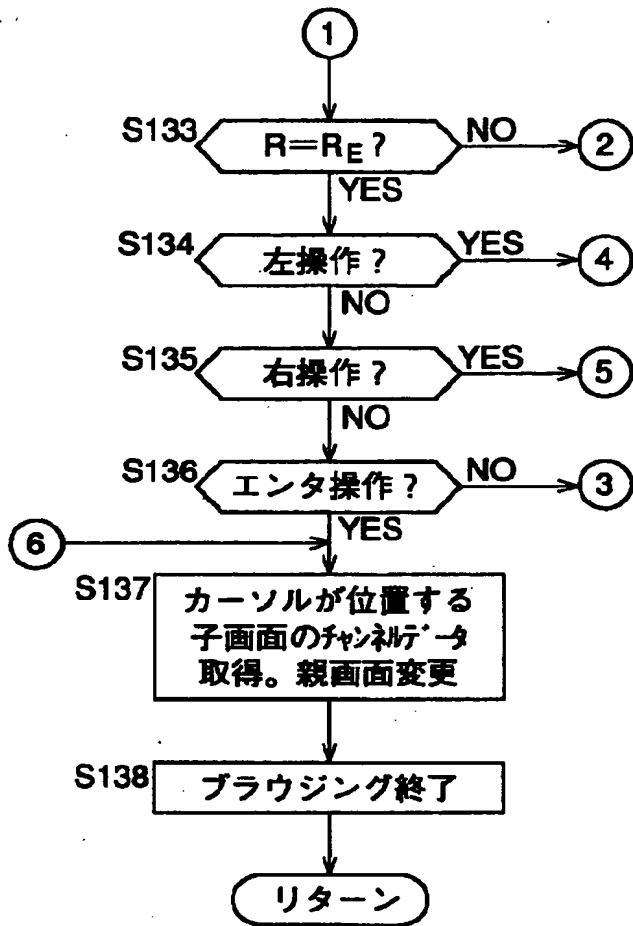 1
S133
R=RE?
NO
2
YES
S134
左操作?
YES
4
NO
S135
右操作?
YES
5
NO
S136
エンタ操作?
NO
3
6
YES
S137
カーソルが位置する
子画面のチャンネルデータ
取得。親画面変更
S138
ブラウジング終了
リターン